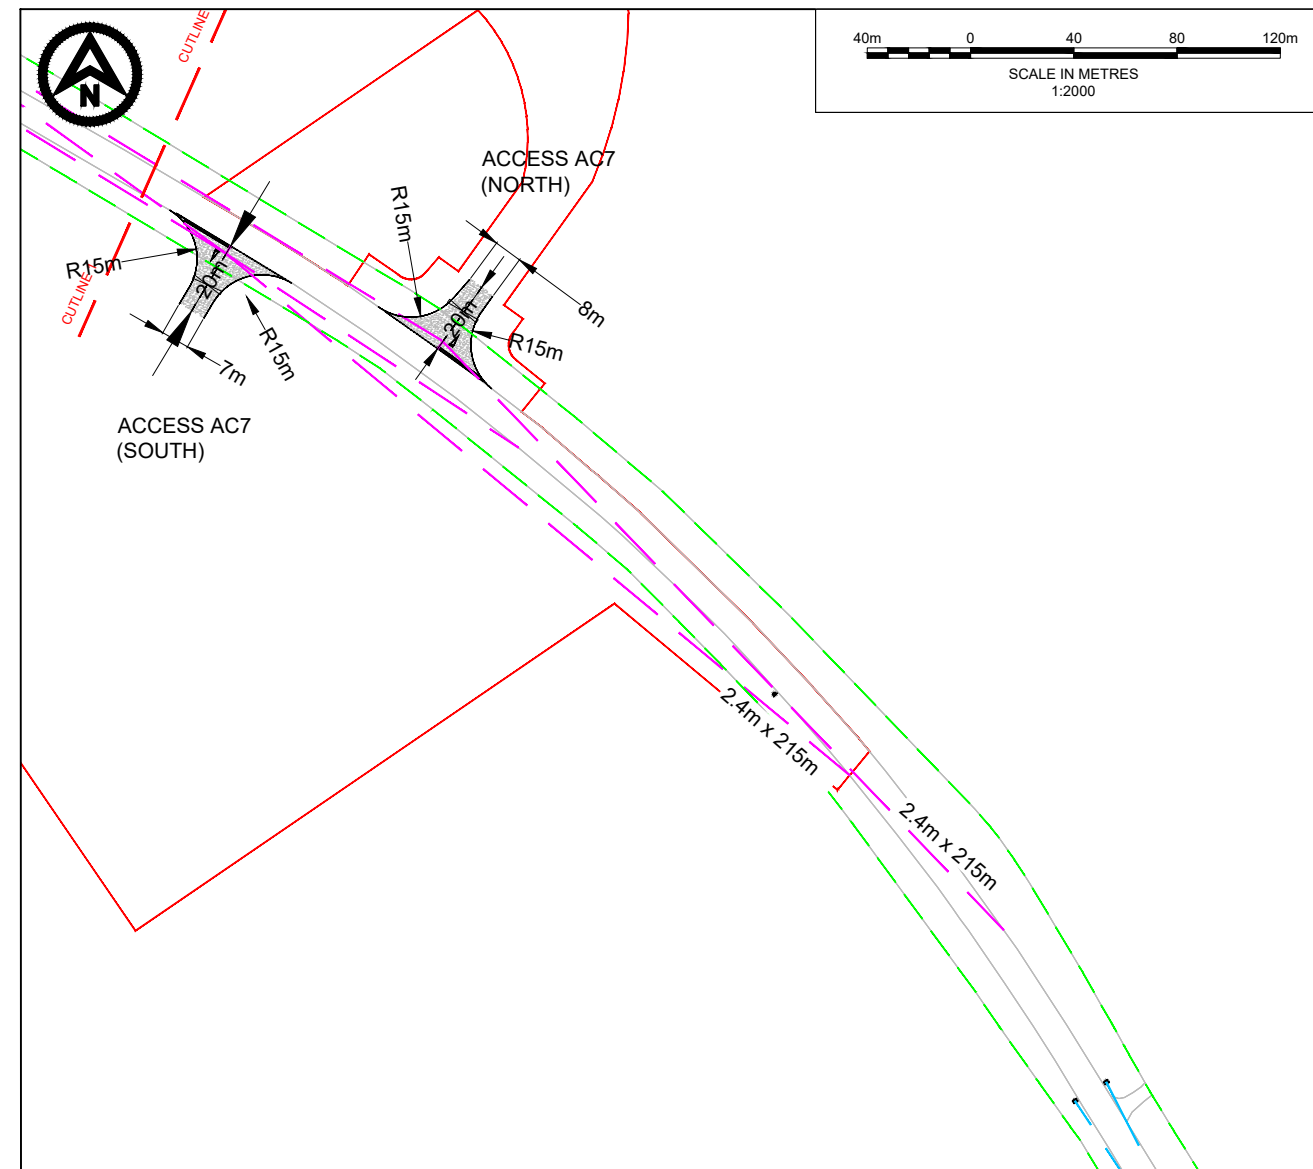 CUTLINE
N
40m 0 40 80 120m
SCALE IN METRES
1:2000
ACCESS AC7
(NORTH)
R15m
R15m
20m
20m
8m
R15m
R15m
7m
CUTLINE
ACCESS AC7
(SOUTH)
2.4m x 215m
2.4m x 215m